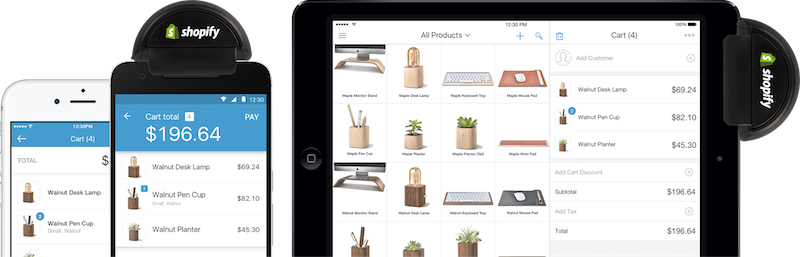 shopify
12:30PM
Cart (4)
TOTAL
$
Walnut Desk Lamp
2
Walnut Pen Cup
Small, Walnut
12:30
Cart total 4
PAY
$196.64
Walnut Desk Lamp
$69.24
2
Walnut Pen Cup
Small, Walnut
$82.10
Walnut Planter
$45.30
12:30 PM
100%
All Products
Maple Monitor Stand
Maple Desk Lamp
Maple Keyboard Tray
Maple Mouse Pad
Maple Pen Cup
Maple Planter
Maple Planter (Tall)
Maple Wrist Pad
Walnut Monitor Stand
Walnut Desk Lamp
Walnut Keyboard Tray
Walnut Mouse Pad
Cart (4)
Add Customer
Walnut Desk Lamp
$69.24
2
Walnut Pen Cup
$82.10
Walnut Planter
$45.30
Add Cart Discount
Subtotal
$196.64
Add Tax
Total
$196.64
shopify